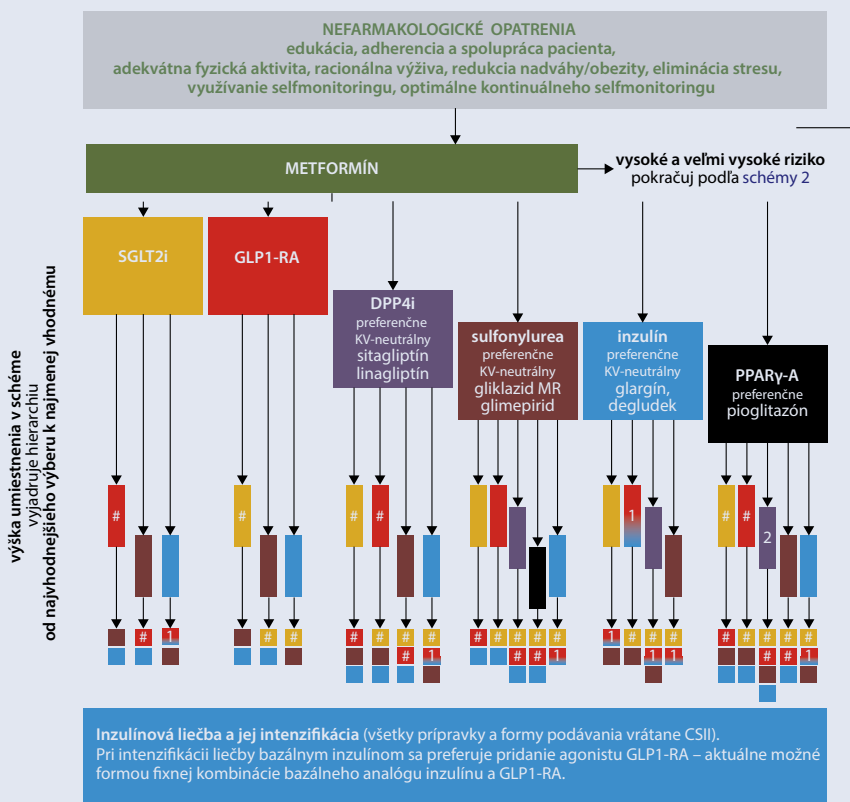 NEFARMAKOLOGICKÉ OPATRENIA
edukácia, adherencia a spolupráca pacienta,
adekvátna fyzická aktivita, racionálna výživa, redukcia nadváhy/obezity, eliminácia stresu,
využívanie selfmonitoringu, optimálne kontinuálneho selfmonitoringu
METFORMÍN
vysoké a veľmi vysoké riziko
pokračuj podľa schémy 2
SGLT2i
GLP1-RA
DPP4i
preferenčne
KV-neutrálny
sitagliptín
linagliptín
sulfonylurea
preferenčne
KV-neutrálny
gliklazid MR
glimepirid
inzulín
preferenčne
KV-neutrálny
glargín,
degludek
PPARγ-A
preferenčne
pioglitazón
výška umiestnenia v schéme
vyjadruje hierarchiu
od najvhodnejšieho výberu k najmenej vhodnému
# # # # 1 # #
2
# 1 # # # # # # # # # # # 1 # # # # # # # #
# 1 # # 1 1 1 # # 1
Inzulínová liečba a jej intenzifikácia (všetky prípravky a formy podávania vrátane CSII).
Pri intenzifikácii liečby bazálnym inzulínom sa preferuje pridanie agonistu GLP1-RA – aktuálne možné
formou fixnej kombinácie bazálneho analógu inzulínu a GLP1-RA.